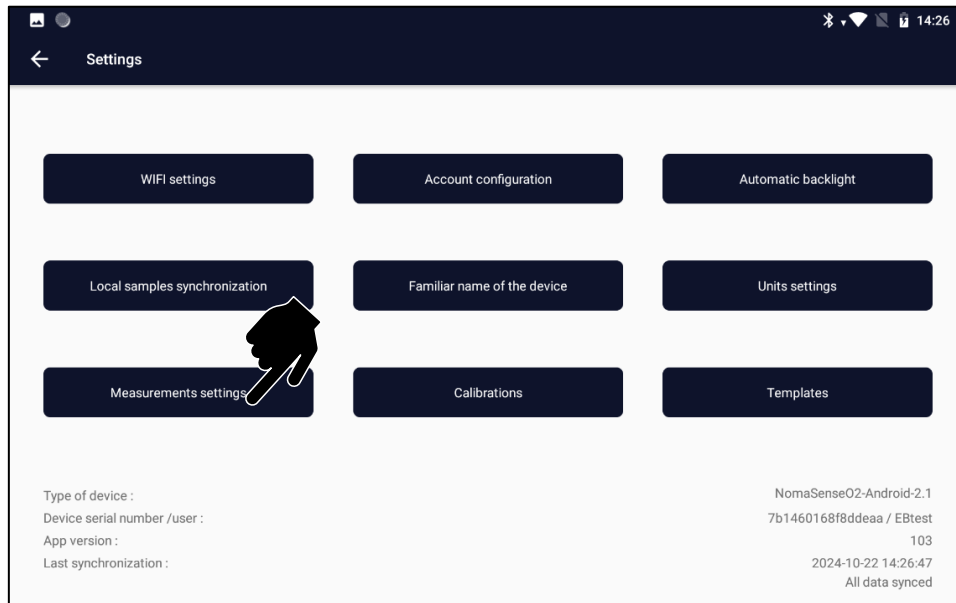 14:26
Settings
WIFI settings
Account configuration
Automatic backlight
Local samples synchronization
Familiar name of the device
Units settings
Measurements settings
Calibrations
Templates
Type of device :
NomaSenseO2-Android-2.1
Device serial number /user :
7b1460168f8ddeaa / EBtest
App version :
103
Last synchronization :
2024-10-22 14:26:47
All data synced